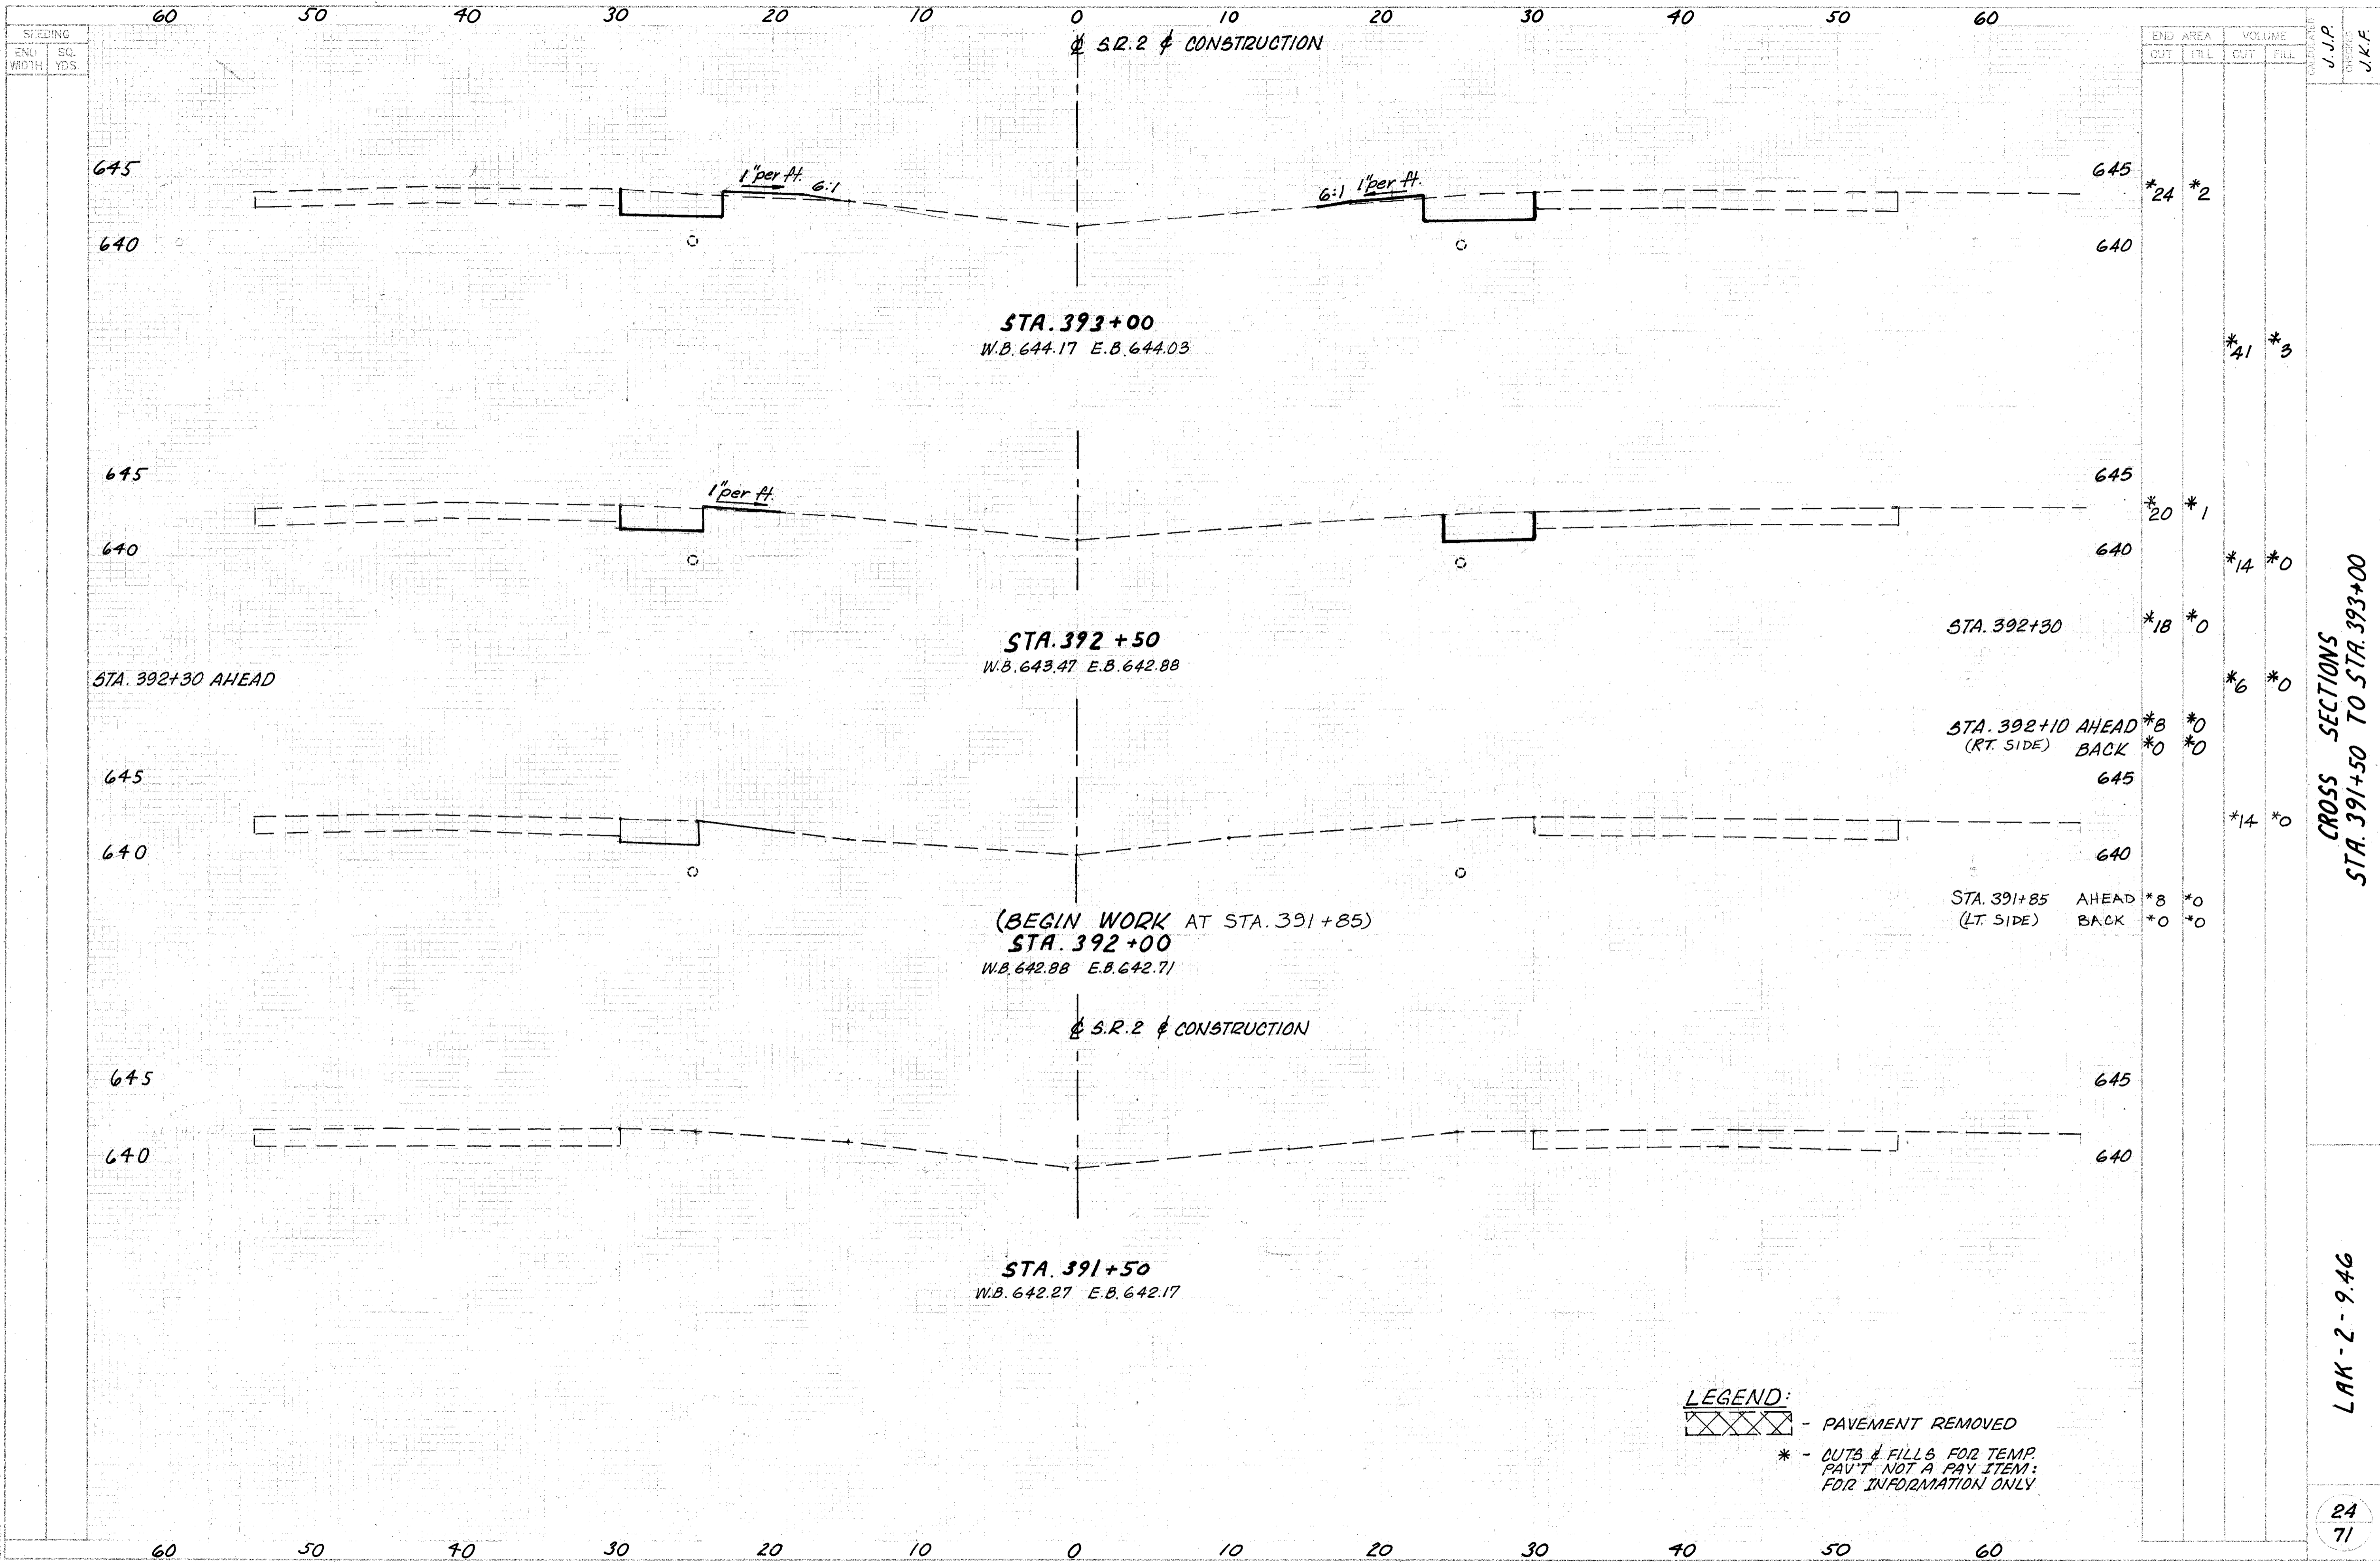 60 50 40 30 20 10 0 10 20 30 40 50 60
SEEDING
END WIDTH
SQ. YDS.
℄ S.R.2 ℄ CONSTRUCTION
END AREA VOLUME
CUT FILL CUT FILL
CALCULATED J.J.P.
CHECKED J.K.F.
645 1"per ft. 6:1 6:1 1"per ft. 645
*24 *2
640 640
STA. 393+00
W.B. 644.17 E.B. 644.03
*41 *3
645 645
1"per ft.
*20 *1
640 640
*14 *0
STA. 392+30 *18 *0
STA. 392+50
W.B. 643.47 E.B. 642.88
STA. 392+30 AHEAD
*6 *0
STA. 392+10 AHEAD *8 *0
(RT. SIDE) BACK *0 *0
645 645
*14 *0
640 640
STA. 391+85 AHEAD *8 *0
(LT. SIDE) BACK *0 *0
(BEGIN WORK AT STA. 391+85)
STA. 392+00
W.B. 642.88 E.B. 642.71
℄ S.R.2 ℄ CONSTRUCTION
645 645
640 640
STA. 391+50
W.B. 642.27 E.B. 642.17
LEGEND:
- PAVEMENT REMOVED
* - CUTS & FILLS FOR TEMP.
PAV'T NOT A PAY ITEM:
FOR INFORMATION ONLY
60 50 40 30 20 10 0 10 20 30 40 50 60
CROSS SECTIONS
STA. 391+50 TO STA. 393+00
LAK-2-9.46
24
71